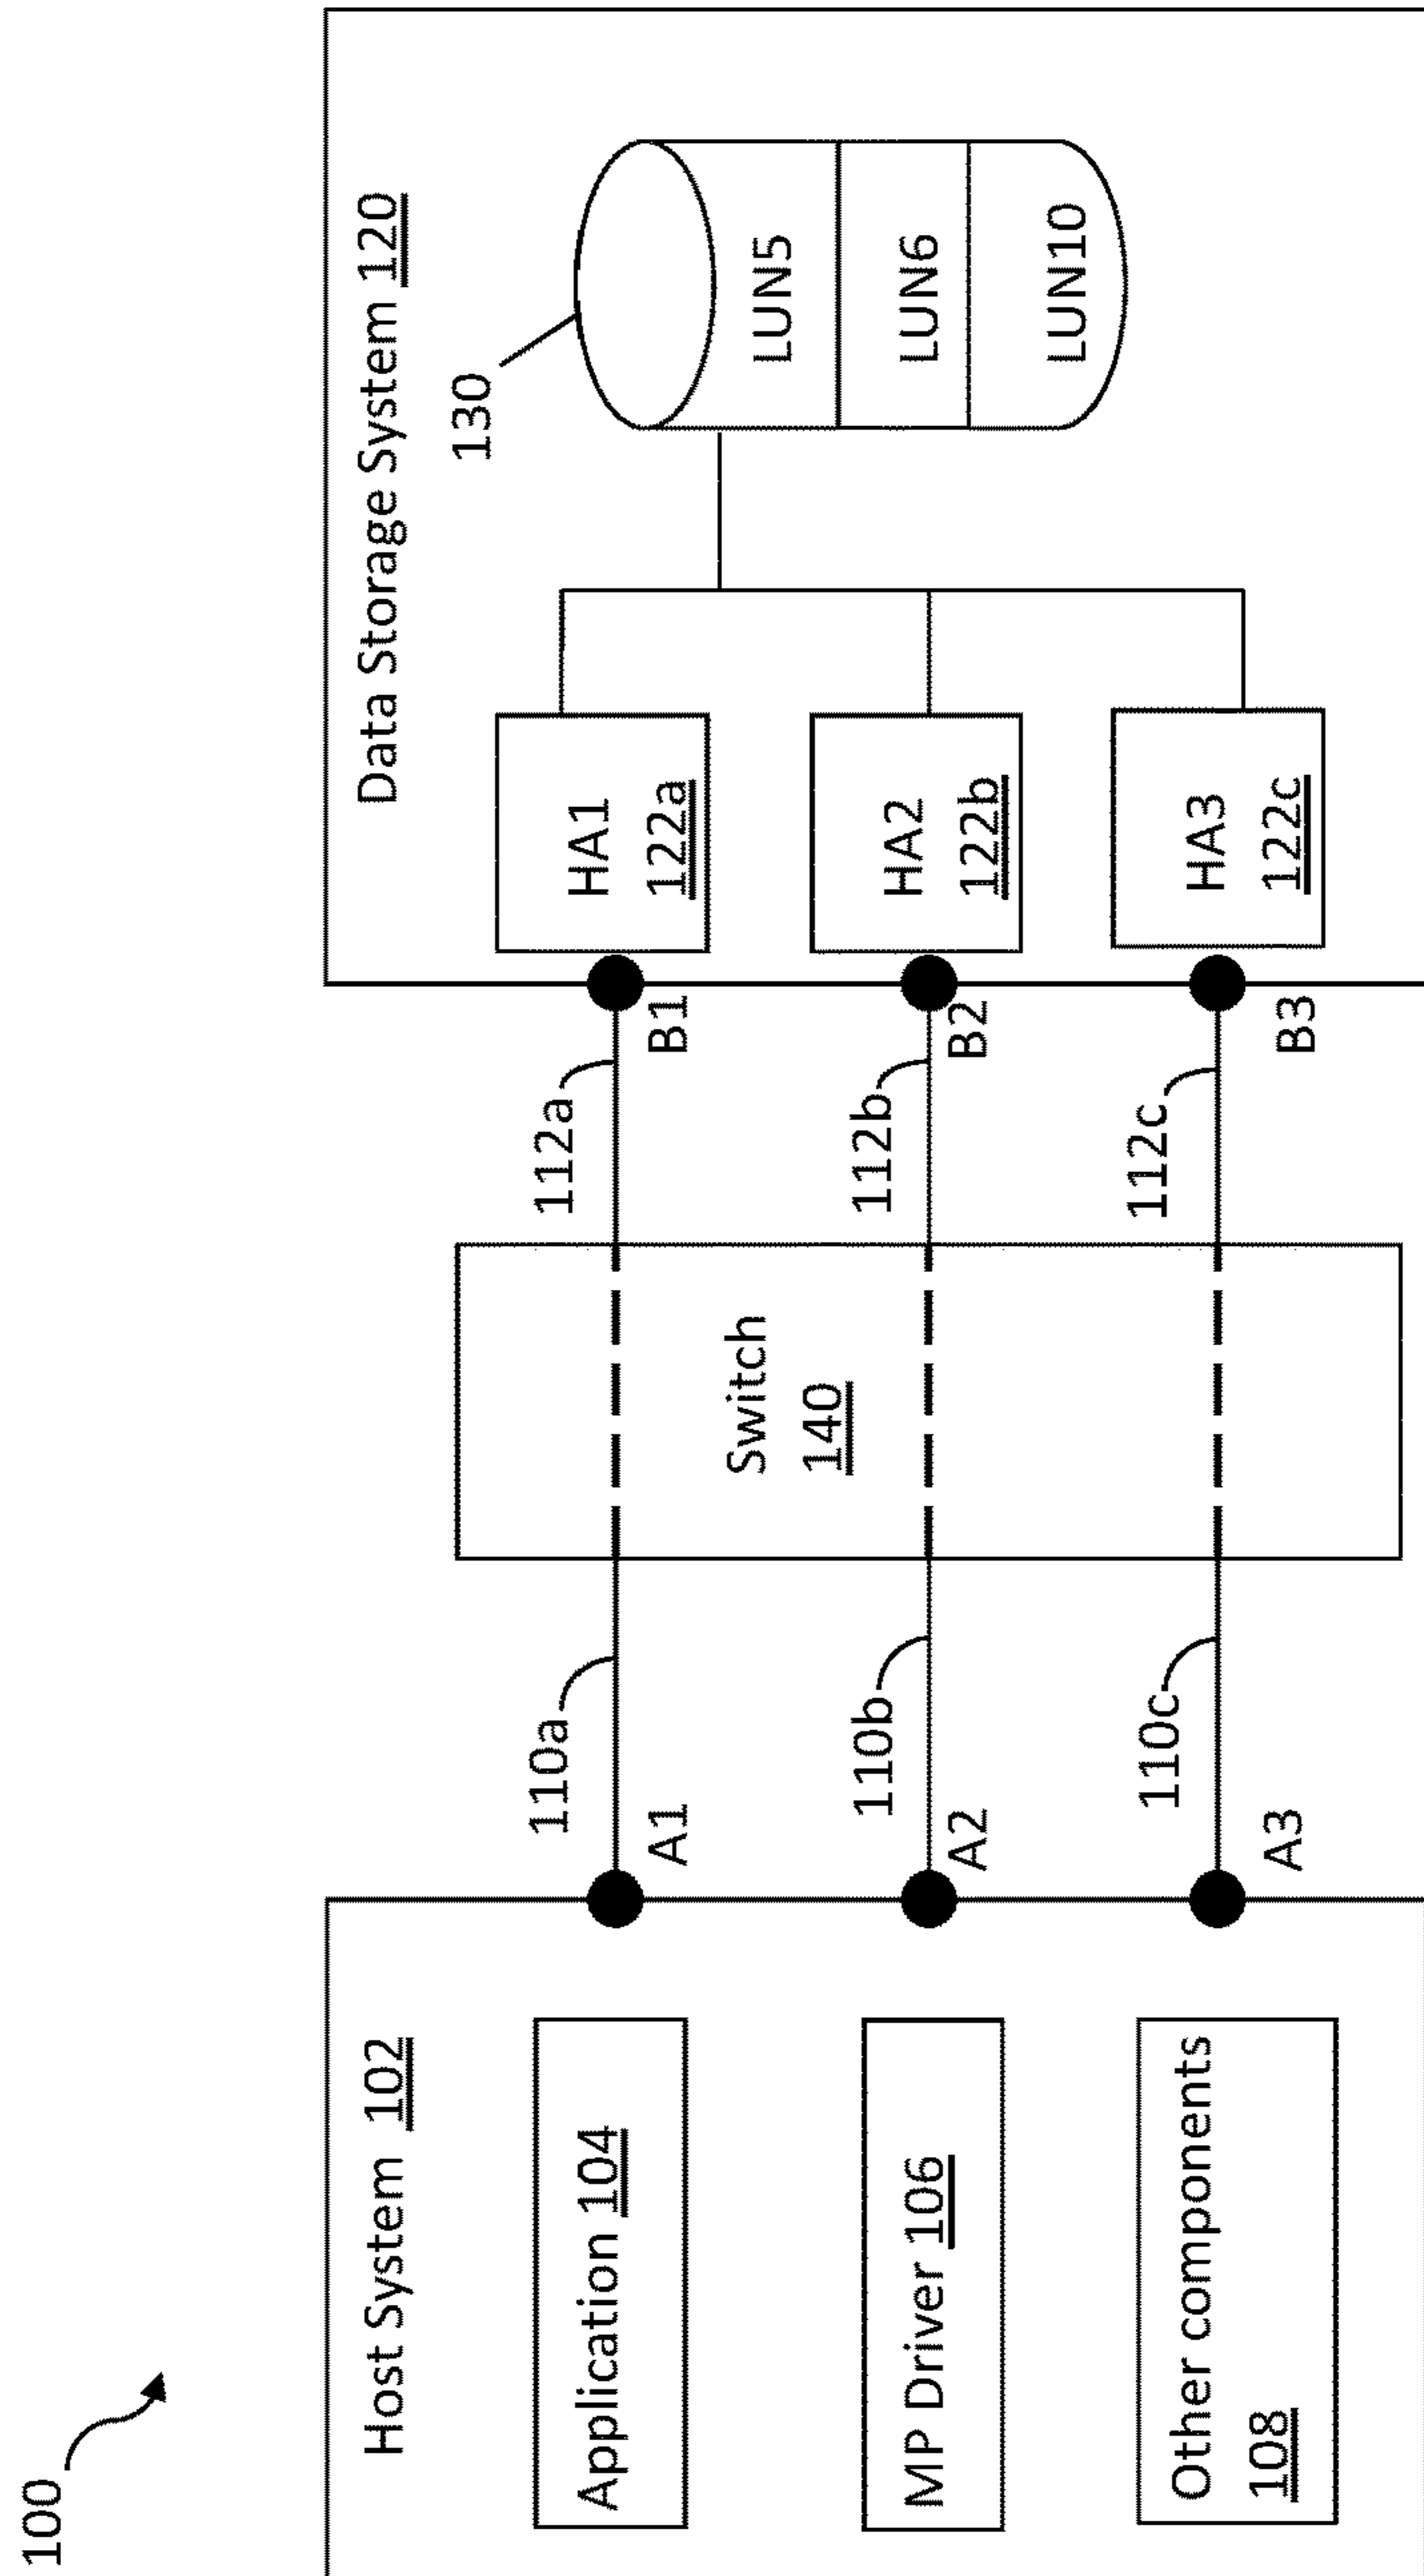 100
Host System 102
Application 104
MP Driver 106
Other components
108
A1
A2
A3
110a
110b
110c
Switch
140
112a
112b
112c
B1
B2
B3
Data Storage System 120
HA1
122a
HA2
122b
HA3
122c
130
LUN5
LUN6
LUN10